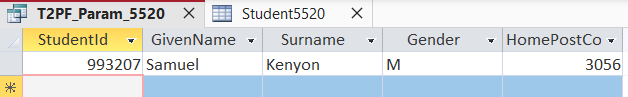 T2PF_Param_5520 Student5520
StudentId GivenName Surname Gender HomePostCo
993207 Samuel Kenyon M 3056